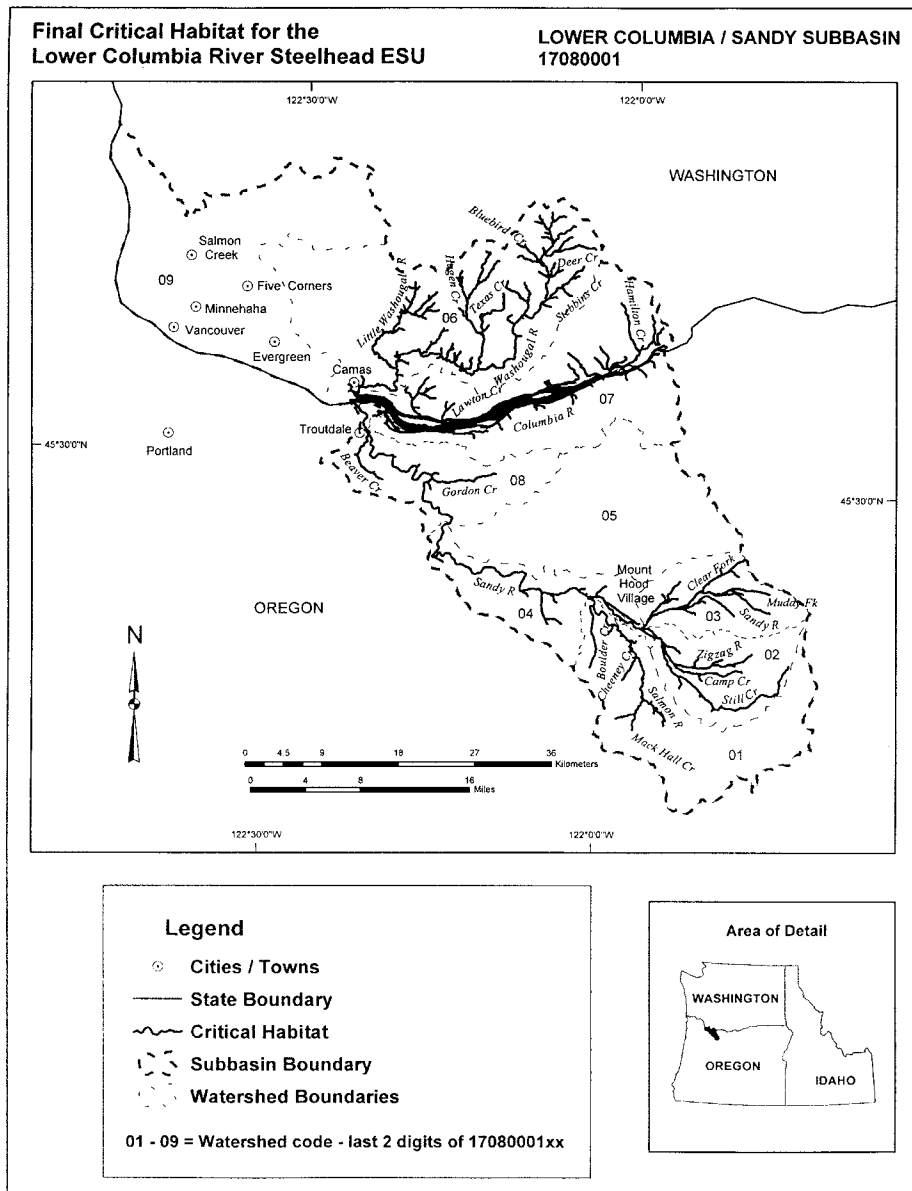 Final Critical Habitat for the
Lower Columbia River Steelhead ESU
LOWER COLUMBIA / SANDY SUBBASIN
17080001
122°30'0"W
122°0'0"W
WASHINGTON
Bluebird Cr
Salmon
Creek
Hagen Cr
Deer Cr
Little Washougal R
Texas Cr
Stebbins Cr
09
Five Corners
06
Hamilton Cr
Minnehaha
Vancouver
Evergreen
Washougal R
Camas
Lawton Cr
07
Columbia R
Troutdale
45°30'0"N
Portland
Beaver Cr
Gordon Cr
08
45°30'0"N
05
Mount
Hood
Village
Clear Fork
Sandy R
Muddy Fk
OREGON
04
03
Sandy R
N
Boulder Cr
Cheeney Cr
Zigzag R
02
Camp Cr
Still Cr
Salmon R
Mack Hall Cr
01
0 4.5 9 18 27 36
Kilometers
0 4 8 16
Miles
122°30'0"W
122°0'0"W
Legend
Cities / Towns
State Boundary
Critical Habitat
Subbasin Boundary
Watershed Boundaries
01 - 09 = Watershed code - last 2 digits of 17080001xx
Area of Detail
WASHINGTON
OREGON
IDAHO